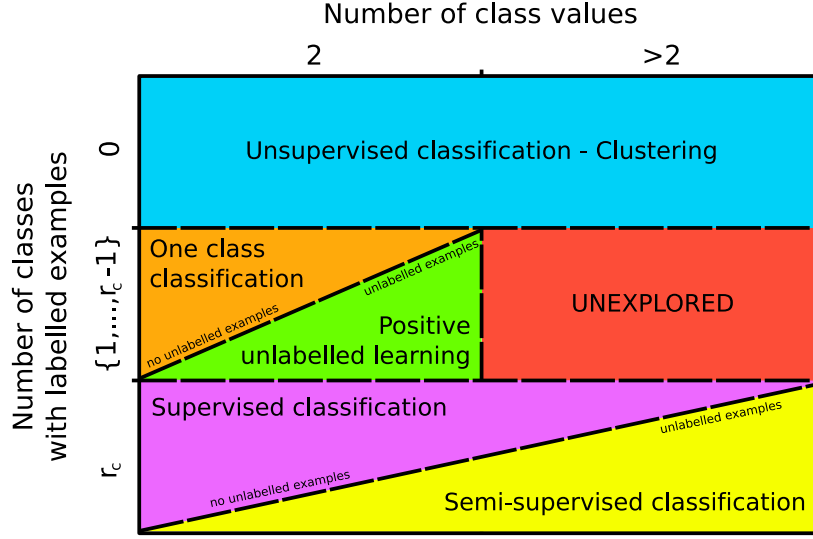 Number of class values
2
>2
Number of classes
with labelled examples
0
Unsupervised classification - Clustering
{1,...,r_c -1}
One class
classification
no unlabelled examples
unlabelled examples
Positive
unlabelled learning
UNEXPLORED
r_c
Supervised classification
no unlabelled examples
unlabelled examples
Semi-supervised classification